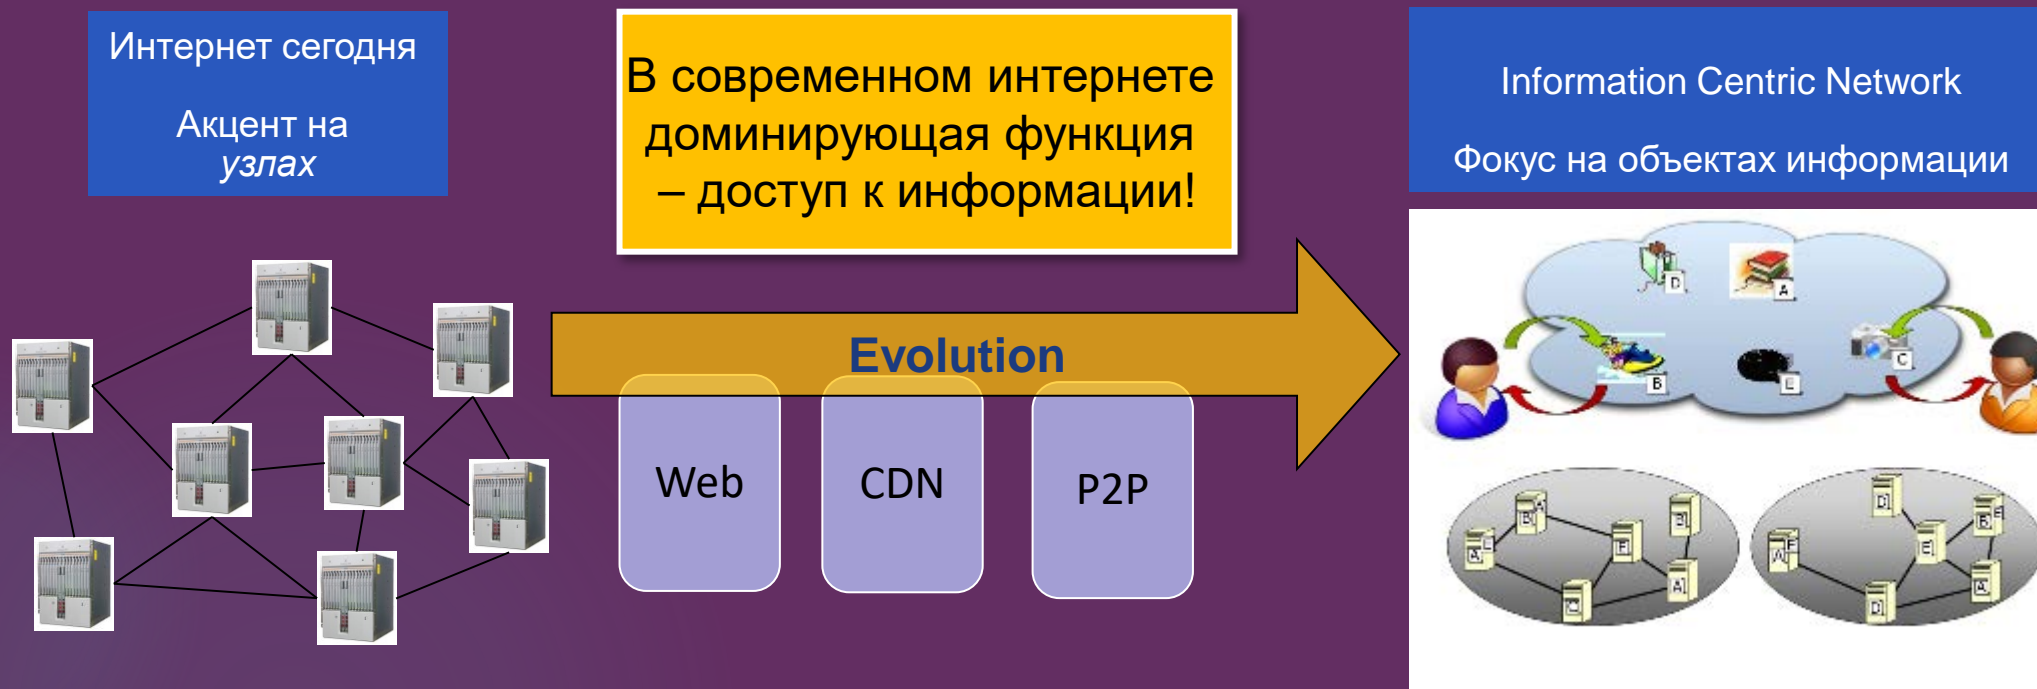 Интернет сегодня
Акцент на
узлах
В современном интернете
доминирующая функция
– доступ к информации!
Information Centric Network
Фокус на объектах информации
Evolution
Web
CDN
P2P
D
A
B
E
C
B
A
A
B
F
A
C
D
A
F
E
B
A
D